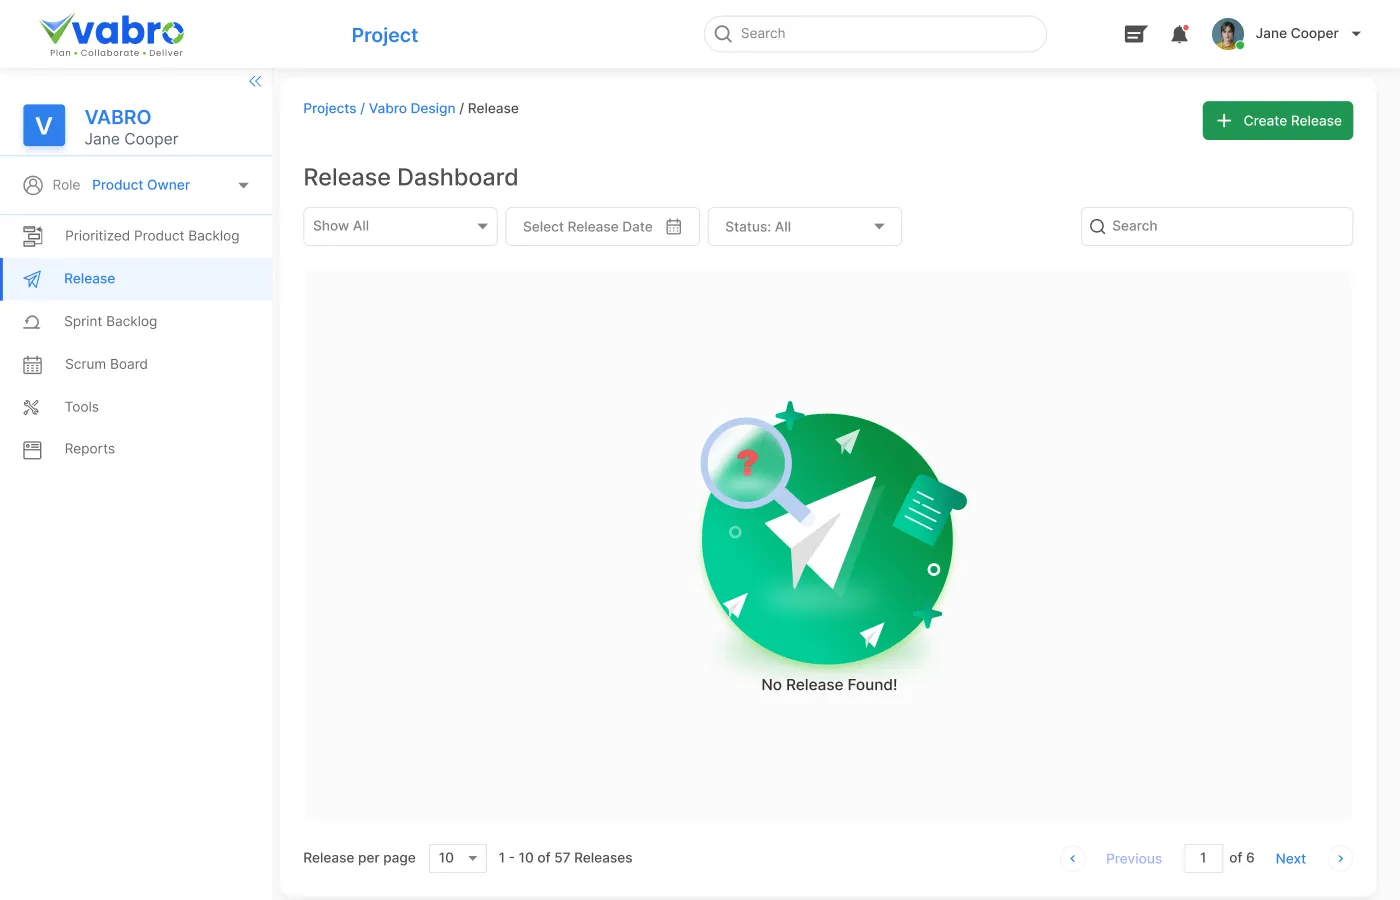 vabro
Plan • Collaborate • Deliver
Project
Search
Jane Cooper
V
VABRO
Jane Cooper
Role Product Owner
Prioritized Product Backlog
Release
Sprint Backlog
Scrum Board
Tools
Reports
Projects / Vabro Design / Release
+ Create Release
Release Dashboard
Show All
Select Release Date
Status: All
Search
?
No Release Found!
Release per page 10 1 - 10 of 57 Releases
Previous 1 of 6 Next